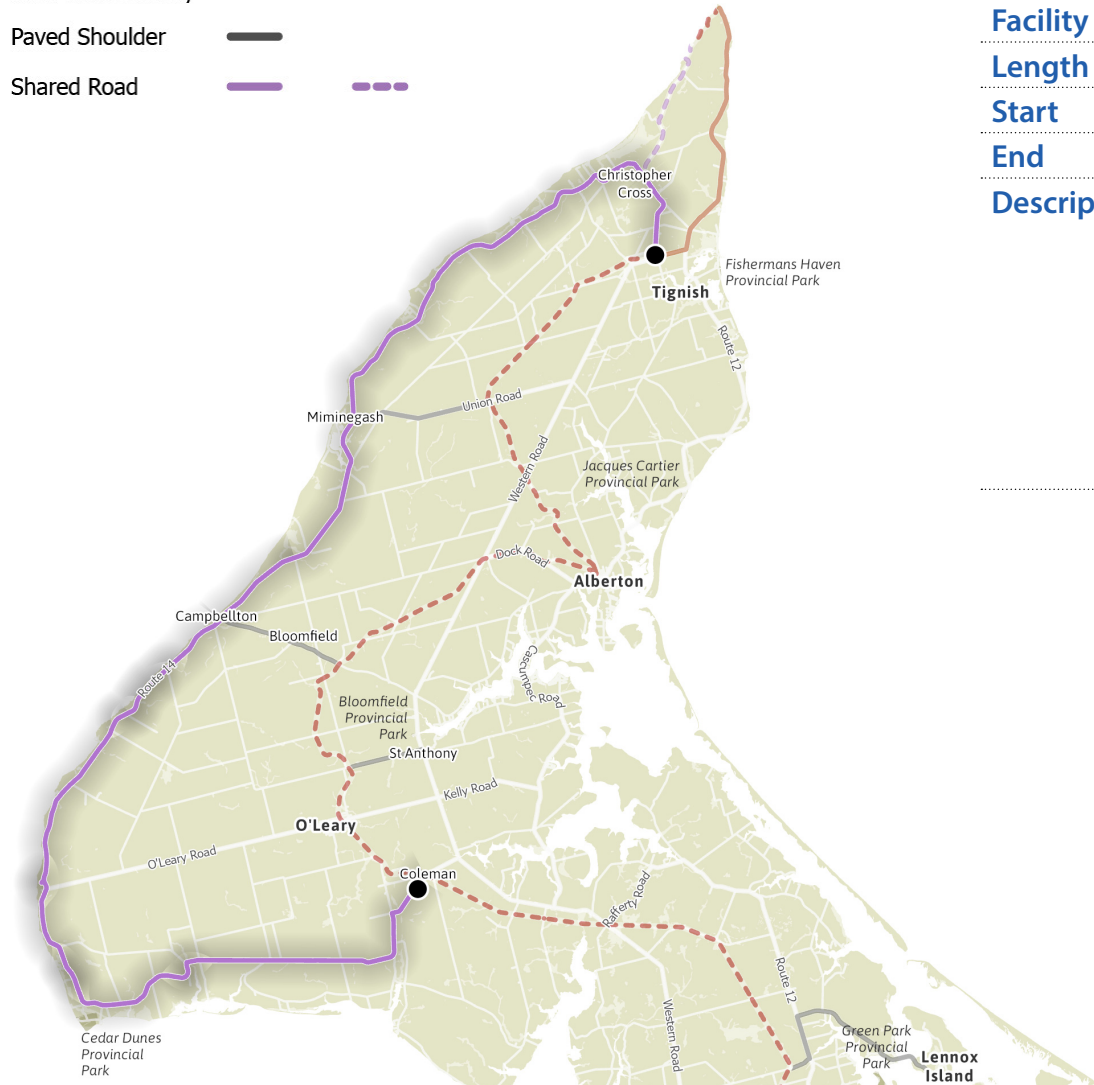 Paved Shoulder
Shared Road
Facility
Length
Start
End
Descrip
Christopher
Cross
Fishermans Haven
Provincial Park
Tignish
Route 12
Union Road
Miminegash
Western Road
Jacques Cartier
Provincial Park
Dock Road
Alberton
Campbellton
Bloomfield
Route 14
Cascumpec Road
Bloomfield
Provincial
Park
St Anthony
Kelly Road
O'Leary
O'Leary Road
Coleman
Rafferty Road
Route 12
Western Road
Cedar Dunes
Provincial
Park
Green Park
Provincial
Park
Lennox
Island